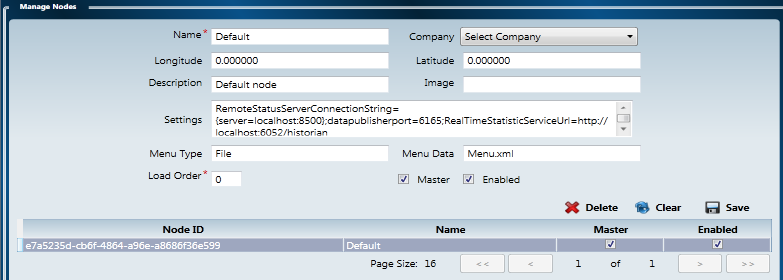 Manage Nodes
Name * Default Company Select Company
Longitude 0.000000 Latitude 0.000000
Description Default node Image
Settings RemoteStatusServerConnectionString=
{server=localhost:8500};datapublisherport=6165;RealTimeStatisticServiceUrl=http://
localhost:6052/historian
Menu Type File Menu Data Menu.xml
Load Order * 0 Master Enabled
Delete Clear Save
Node ID Name Master Enabled
e7a5235d-cb6f-4864-a96e-a8686f36e599 Default
Page Size: 16 << < 1 of 1 > >>